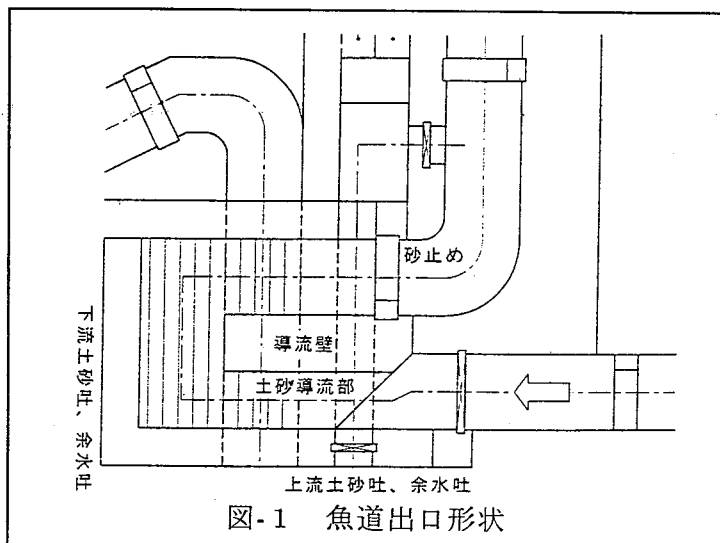 砂止め
導流壁
土砂導流部
下流土砂吐、余水吐
上流土砂吐、余水吐
図-1 魚道出口形状